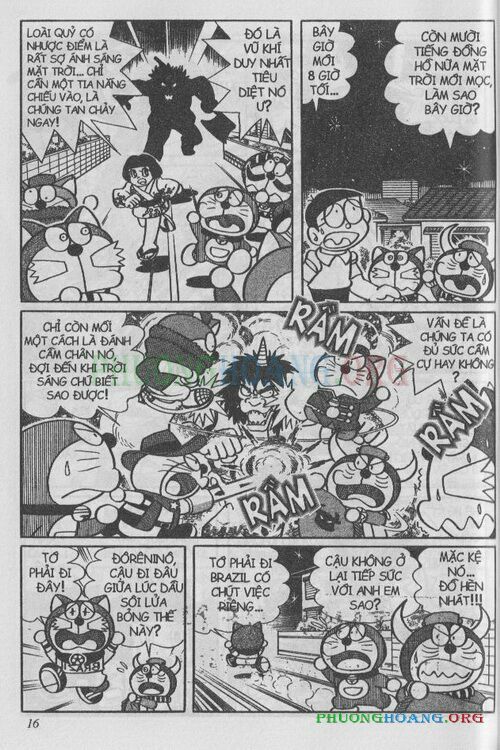 LOÀI QUỶ CÓ
NHƯỢC ĐIỂM LÀ
RẤT SỢ ÁNH SÁNG
MẶT TRỜI... CHỈ
CẦN MỘT TIA NẮNG
CHIẾU VÀO, LÀ
CHÚNG TAN CHẢY
NGAY!
ĐÓ LÀ
VŨ KHÍ
DUY NHẤT
TIÊU
DIỆT NÓ
Ư?
BÂY
GIỜ
MỚI
8 GIỜ
TỐI...
CÒN MƯỜI
TIẾNG ĐỒNG
HỒ NỮA MẶT
TRỜI MỚI MỌC,
LÀM SAO
BÂY GIỜ?
CHỈ CÒN MỖI
MỘT CÁCH LÀ ĐÁNH
CẦM CHÂN NÓ
ĐỢI ĐẾN KHI TRỜI
SÁNG CHỨ BIẾT
SAO ĐƯỢC!
RẦM
VẤN ĐỀ LÀ
CHÚNG TA CÓ
ĐỦ SỨC CẦM
CỰ HAY KHÔNG
?
RẦM
RẦM
PHUONGHOANG.ORG
TỚ
PHẢI ĐI
ĐÂY!
ĐÔRÊNINÔ,
CẬU ĐI ĐÂU
GIỮA LÚC DẦU
SÔI LỬA
BỎNG THẾ
NÀY?
TỚ PHẢI ĐI
BRAZIL CÓ
CHÚT VIỆC
RIÊNG...
CẬU KHÔNG Ở
LẠI TIẾP SỨC
VỚI ANH EM
SAO?
MẶC KỆ
NÓ...
ĐỒ HÈN
NHÁT!!!
16
PHUONGHOANG.ORG